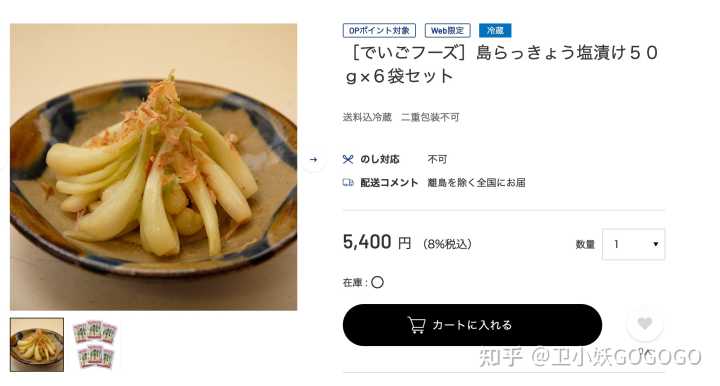 OPポイント対象 Web限定 冷蔵
［でいごフーズ］島らっきょう塩漬け５０
ｇ×６袋セット
送料込冷蔵　二重包装不可
のし対応 不可
配送コメント 離島を除く全国にお届
5,400 円 （8%税込） 数量 1
在庫 : ◯
カートに入れる
知乎 @卫小妖GOGOGO